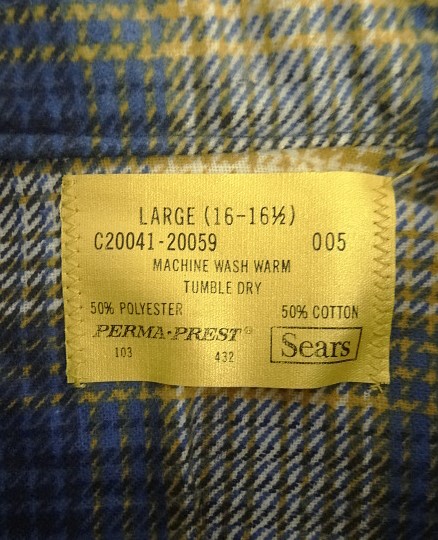 LARGE (16-16½)
C20041-20059 005
MACHINE WASH WARM
TUMBLE DRY
50% POLYESTER 50% COTTON
PERMA·PREST® Sears
103 432